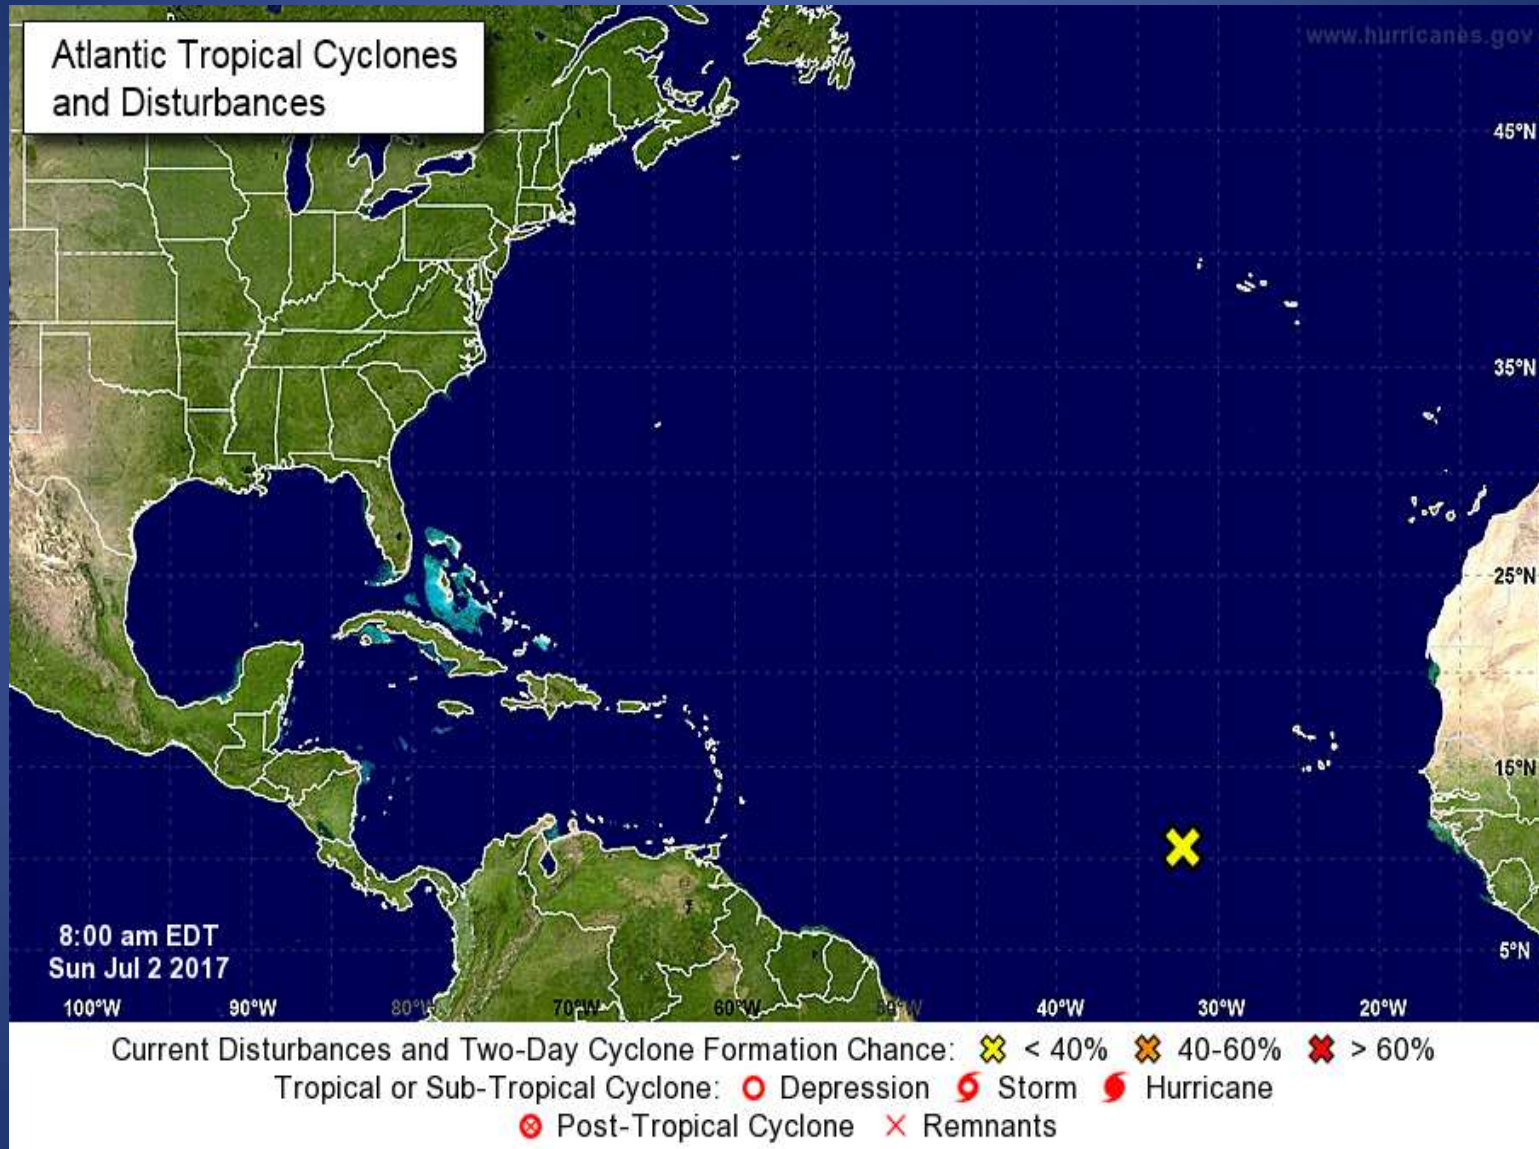 Atlantic Tropical Cyclones
and Disturbances
www.hurricanes.gov
45°N
35°N
25°N
15°N
5°N
8:00 am EDT
Sun Jul 2 2017
100°W 90°W 80°W 70°W 60°W 50°W 40°W 30°W 20°W
Current Disturbances and Two-Day Cyclone Formation Chance: < 40% 40-60% > 60%
Tropical or Sub-Tropical Cyclone: Depression Storm Hurricane
Post-Tropical Cyclone Remnants